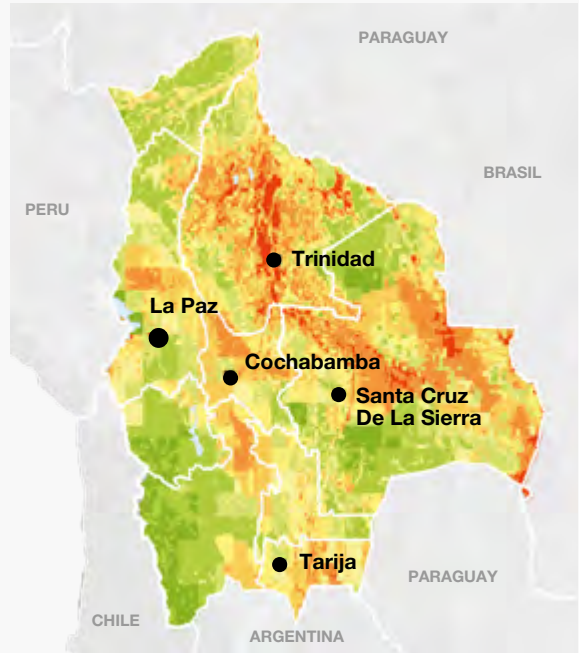 PARAGUAY
BRASIL
PERU
Trinidad
La Paz
Cochabamba
Santa Cruz
De La Sierra
Tarija
PARAGUAY
CHILE
ARGENTINA